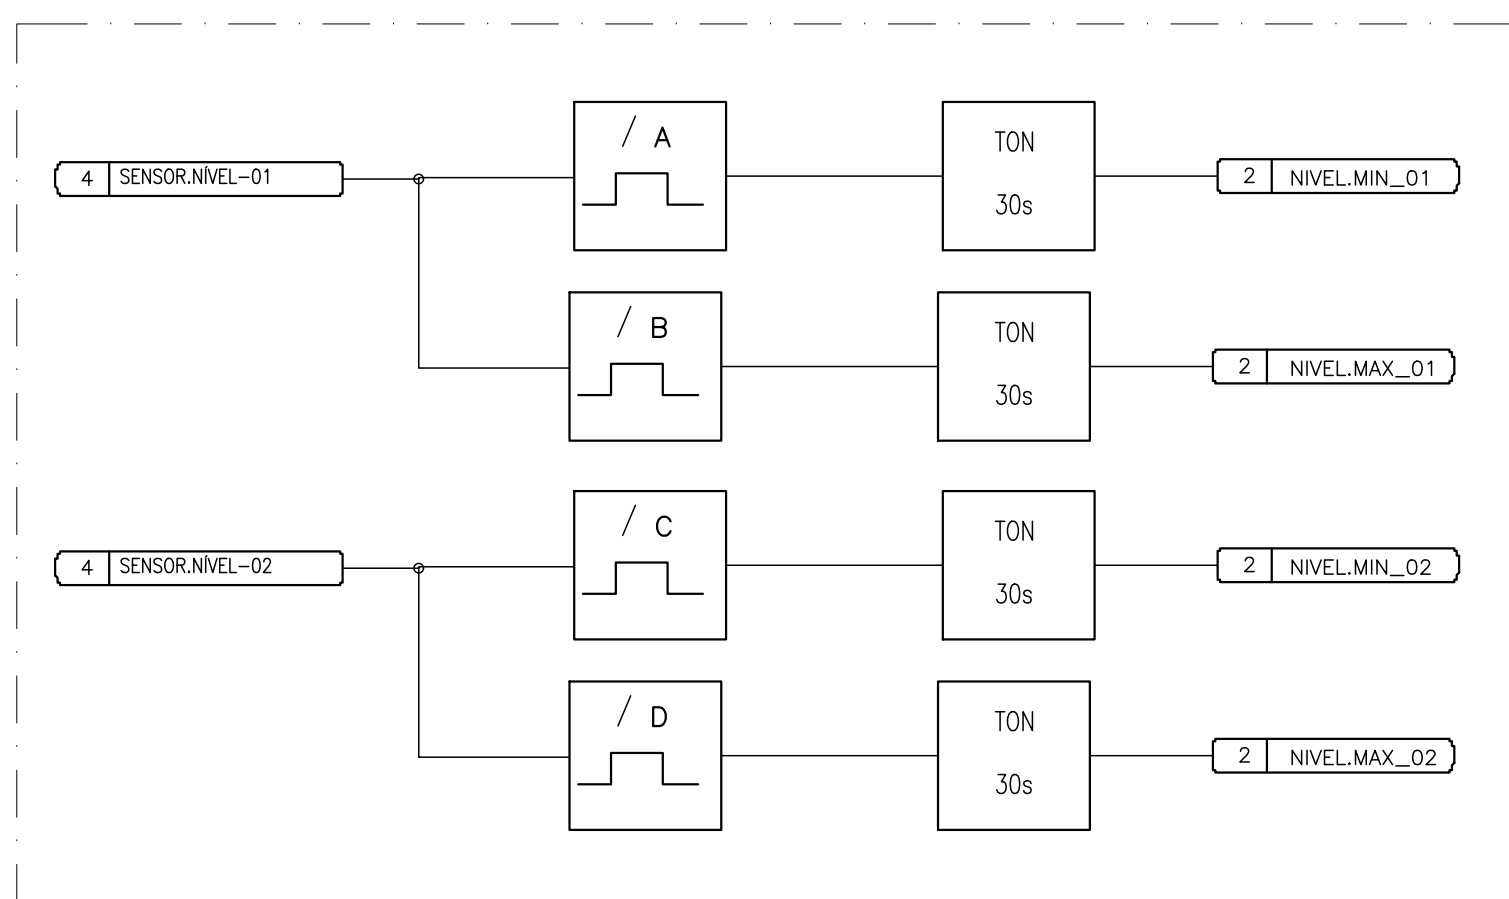 / A
TON
30s
4 SENSOR.NÍVEL-01
2 NIVEL.MIN_01
/ B
TON
30s
2 NIVEL.MAX_01
/ C
TON
30s
4 SENSOR.NÍVEL-02
2 NIVEL.MIN_02
/ D
TON
30s
2 NIVEL.MAX_02